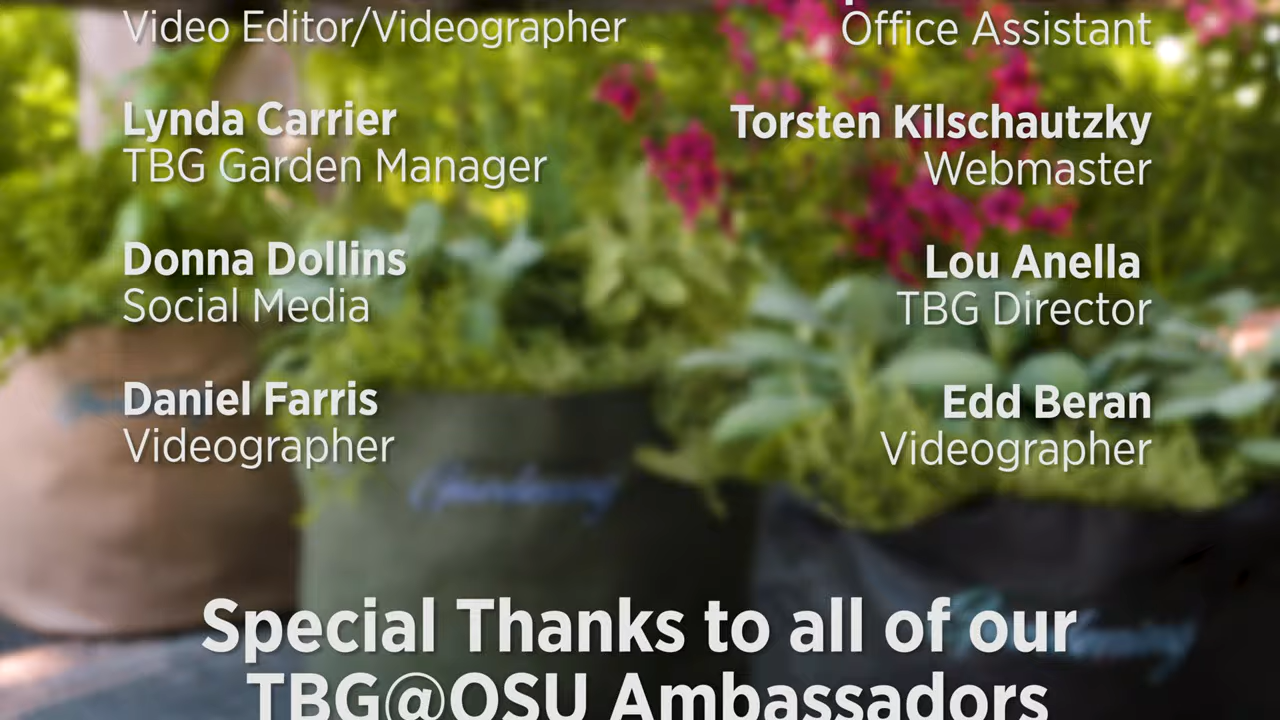 Video Editor/Videographer
Office Assistant
Lynda Carrier
TBG Garden Manager
Torsten Kilschautzky
Webmaster
Donna Dollins
Social Media
Lou Anella
TBG Director
Daniel Farris
Videographer
Edd Beran
Videographer
Gardening
Special Thanks to all of our
TBG@OSU Ambassadors